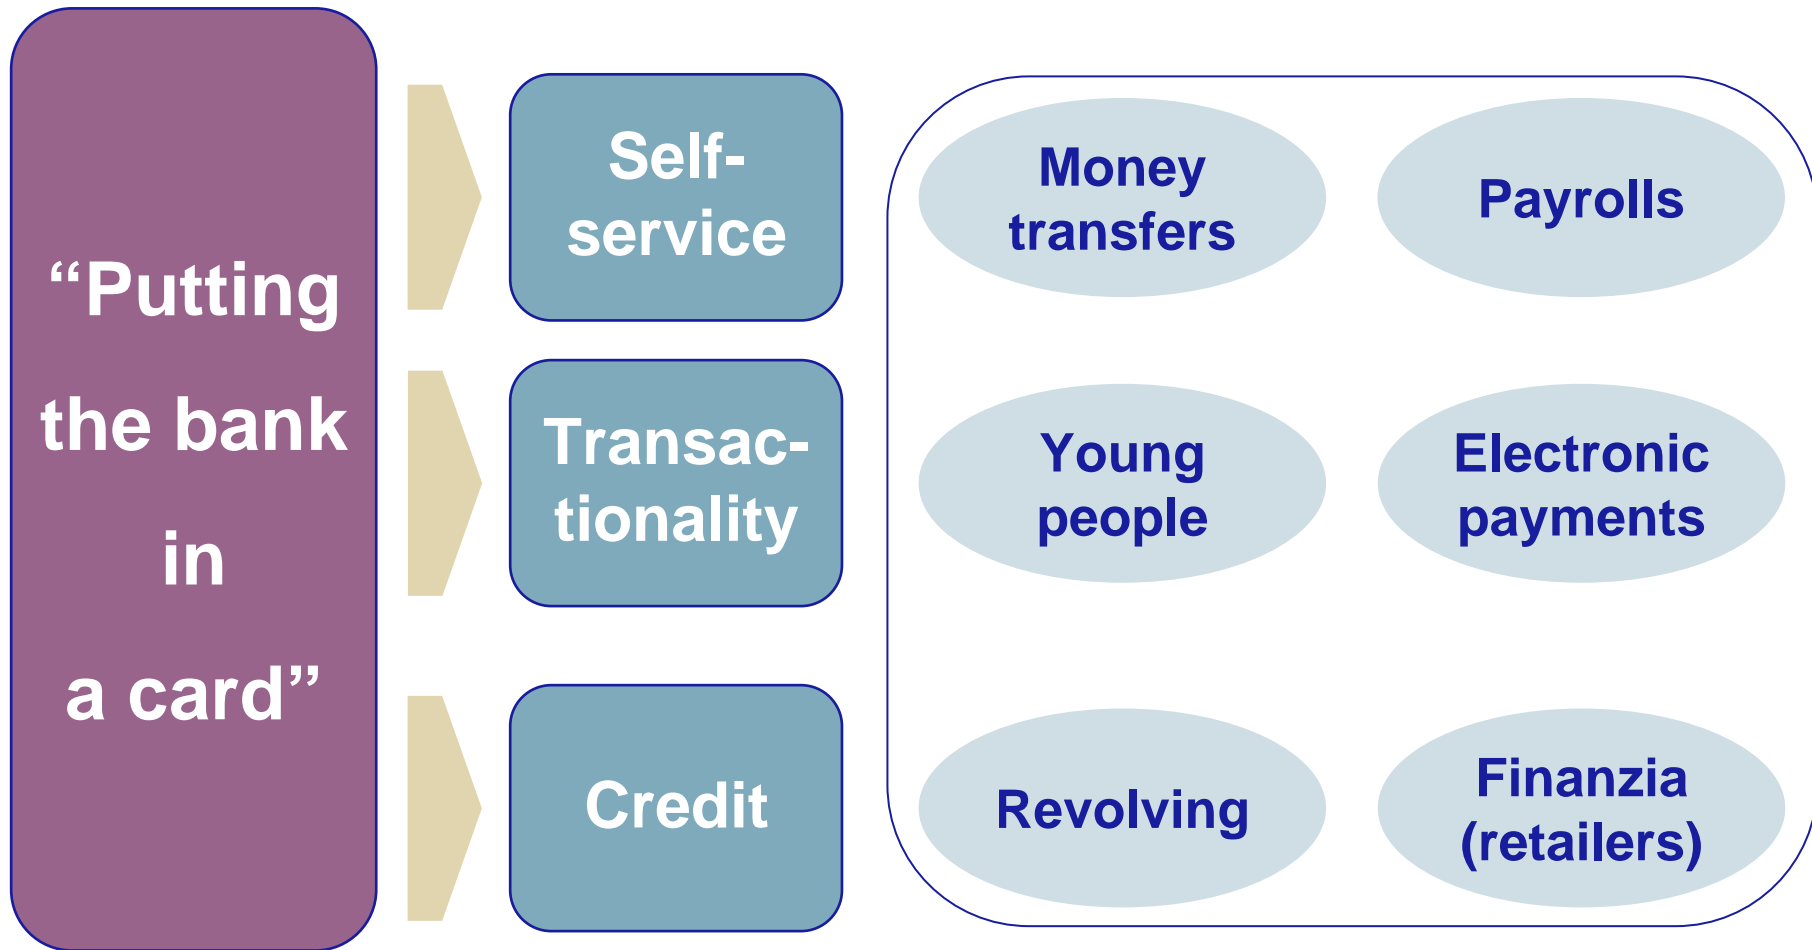 “Putting
the bank
in
a card”
Self-
service
Money
transfers
Payrolls
Transac-
tionality
Young
people
Electronic
payments
Credit
Revolving
Finanzia
(retailers)